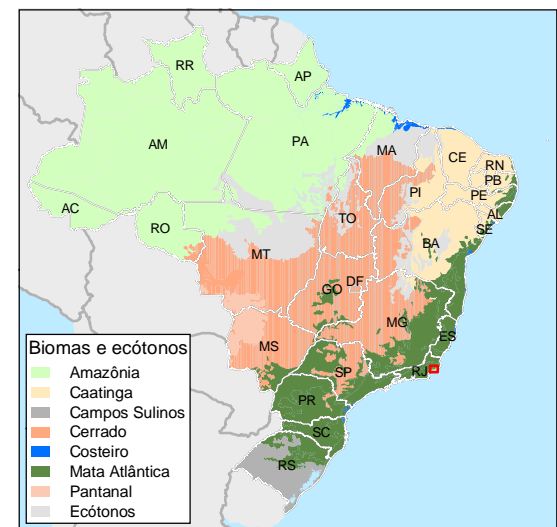 RR
AP
AM
PA
MA
CE
RN
PB
PE
AL
SE
PI
AC
RO
TO
BA
MT
DF
GO
MG
ES
MS
SP
RJ
PR
SC
RS
Biomas e ecótonos
Amazônia
Caatinga
Campos Sulinos
Cerrado
Costeiro
Mata Atlântica
Pantanal
Ecótonos